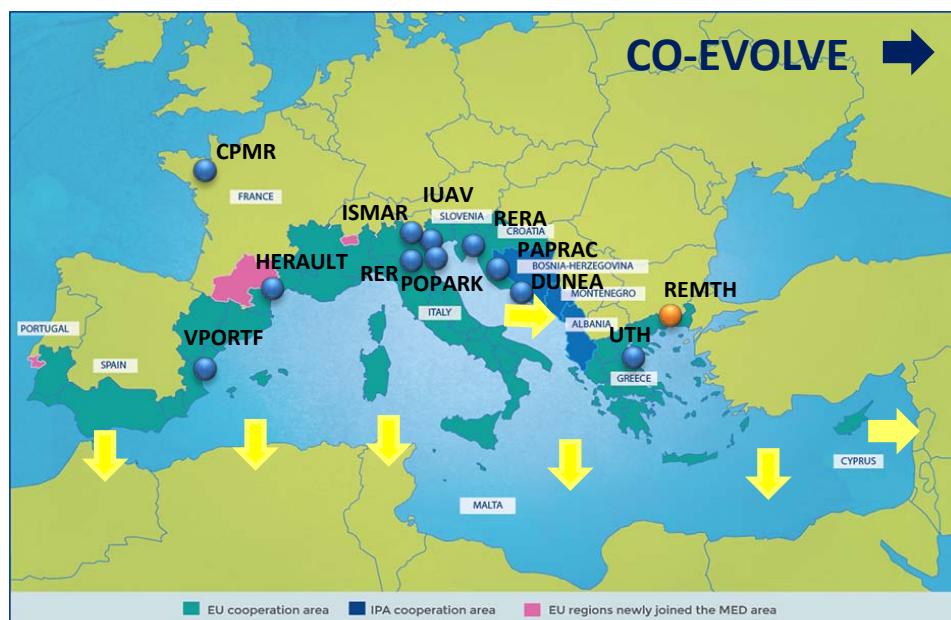 CO-EVOLVE
CPMR
FRANCE
IUAV
ISMAR
SLOVENIA
RERA
CROATIA
HERAULT
RER
POPARK
PAPRAC
BOSNIA-HERZEGOVINA
DUNEA
MONTENEGRO
REMTH
ITALY
ALBANIA
PORTUGAL
VPORTF
UTH
SPAIN
GREECE
CYPRUS
MALTA
EU cooperation area IPA cooperation area EU regions newly joined the MED area